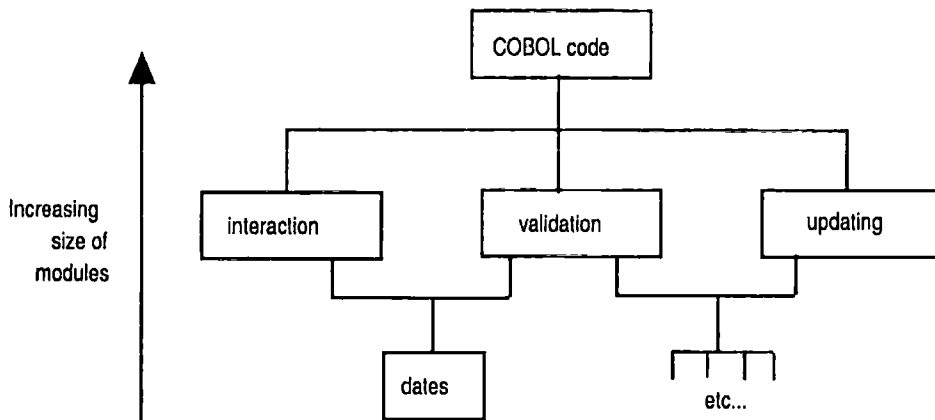 COBOL code
Increasing
size of
modules
interaction
validation
updating
dates
etc...